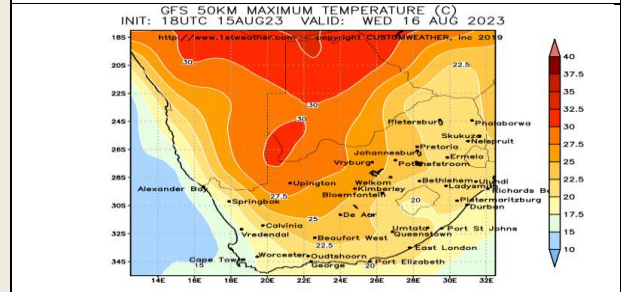 GFS 50KM MAXIMUM TEMPERATURE (C)
INIT: 18UTC 15AUG23 VALID: WED 16 AUG 2023
http://www.1stweather.com © copyright CUSTOMWEATHER, Inc 2019
18S
20S
22S
24S
26S
28S
30S
32S
34S
30
22.5
30
30
Pietersburg
Phalaborwa
Skukuza
Nelspruit
Pretoria
Johannesburg
Ermelo
Vryburg
Potchefstroom
Welkom
Bethlehem
Ulundi
Alexander Bay
Upington
Kimberley
Ladysmith
Richards B
Springbok
27.5
Bloemfontein
20
Pietermaritzburg
Durban
De Aar
25
Calvinia
Vredendal
Umtata
Port St Johns
Beaufort West
Queenstown
22.5
East London
Worcester
Oudtshoorn
Cape Town
15
George
20
Port Elizabeth
14E 16E 18E 20E 22E 24E 26E 28E 30E 32E
40
37.5
35
32.5
30
27.5
25
22.5
20
17.5
15
10